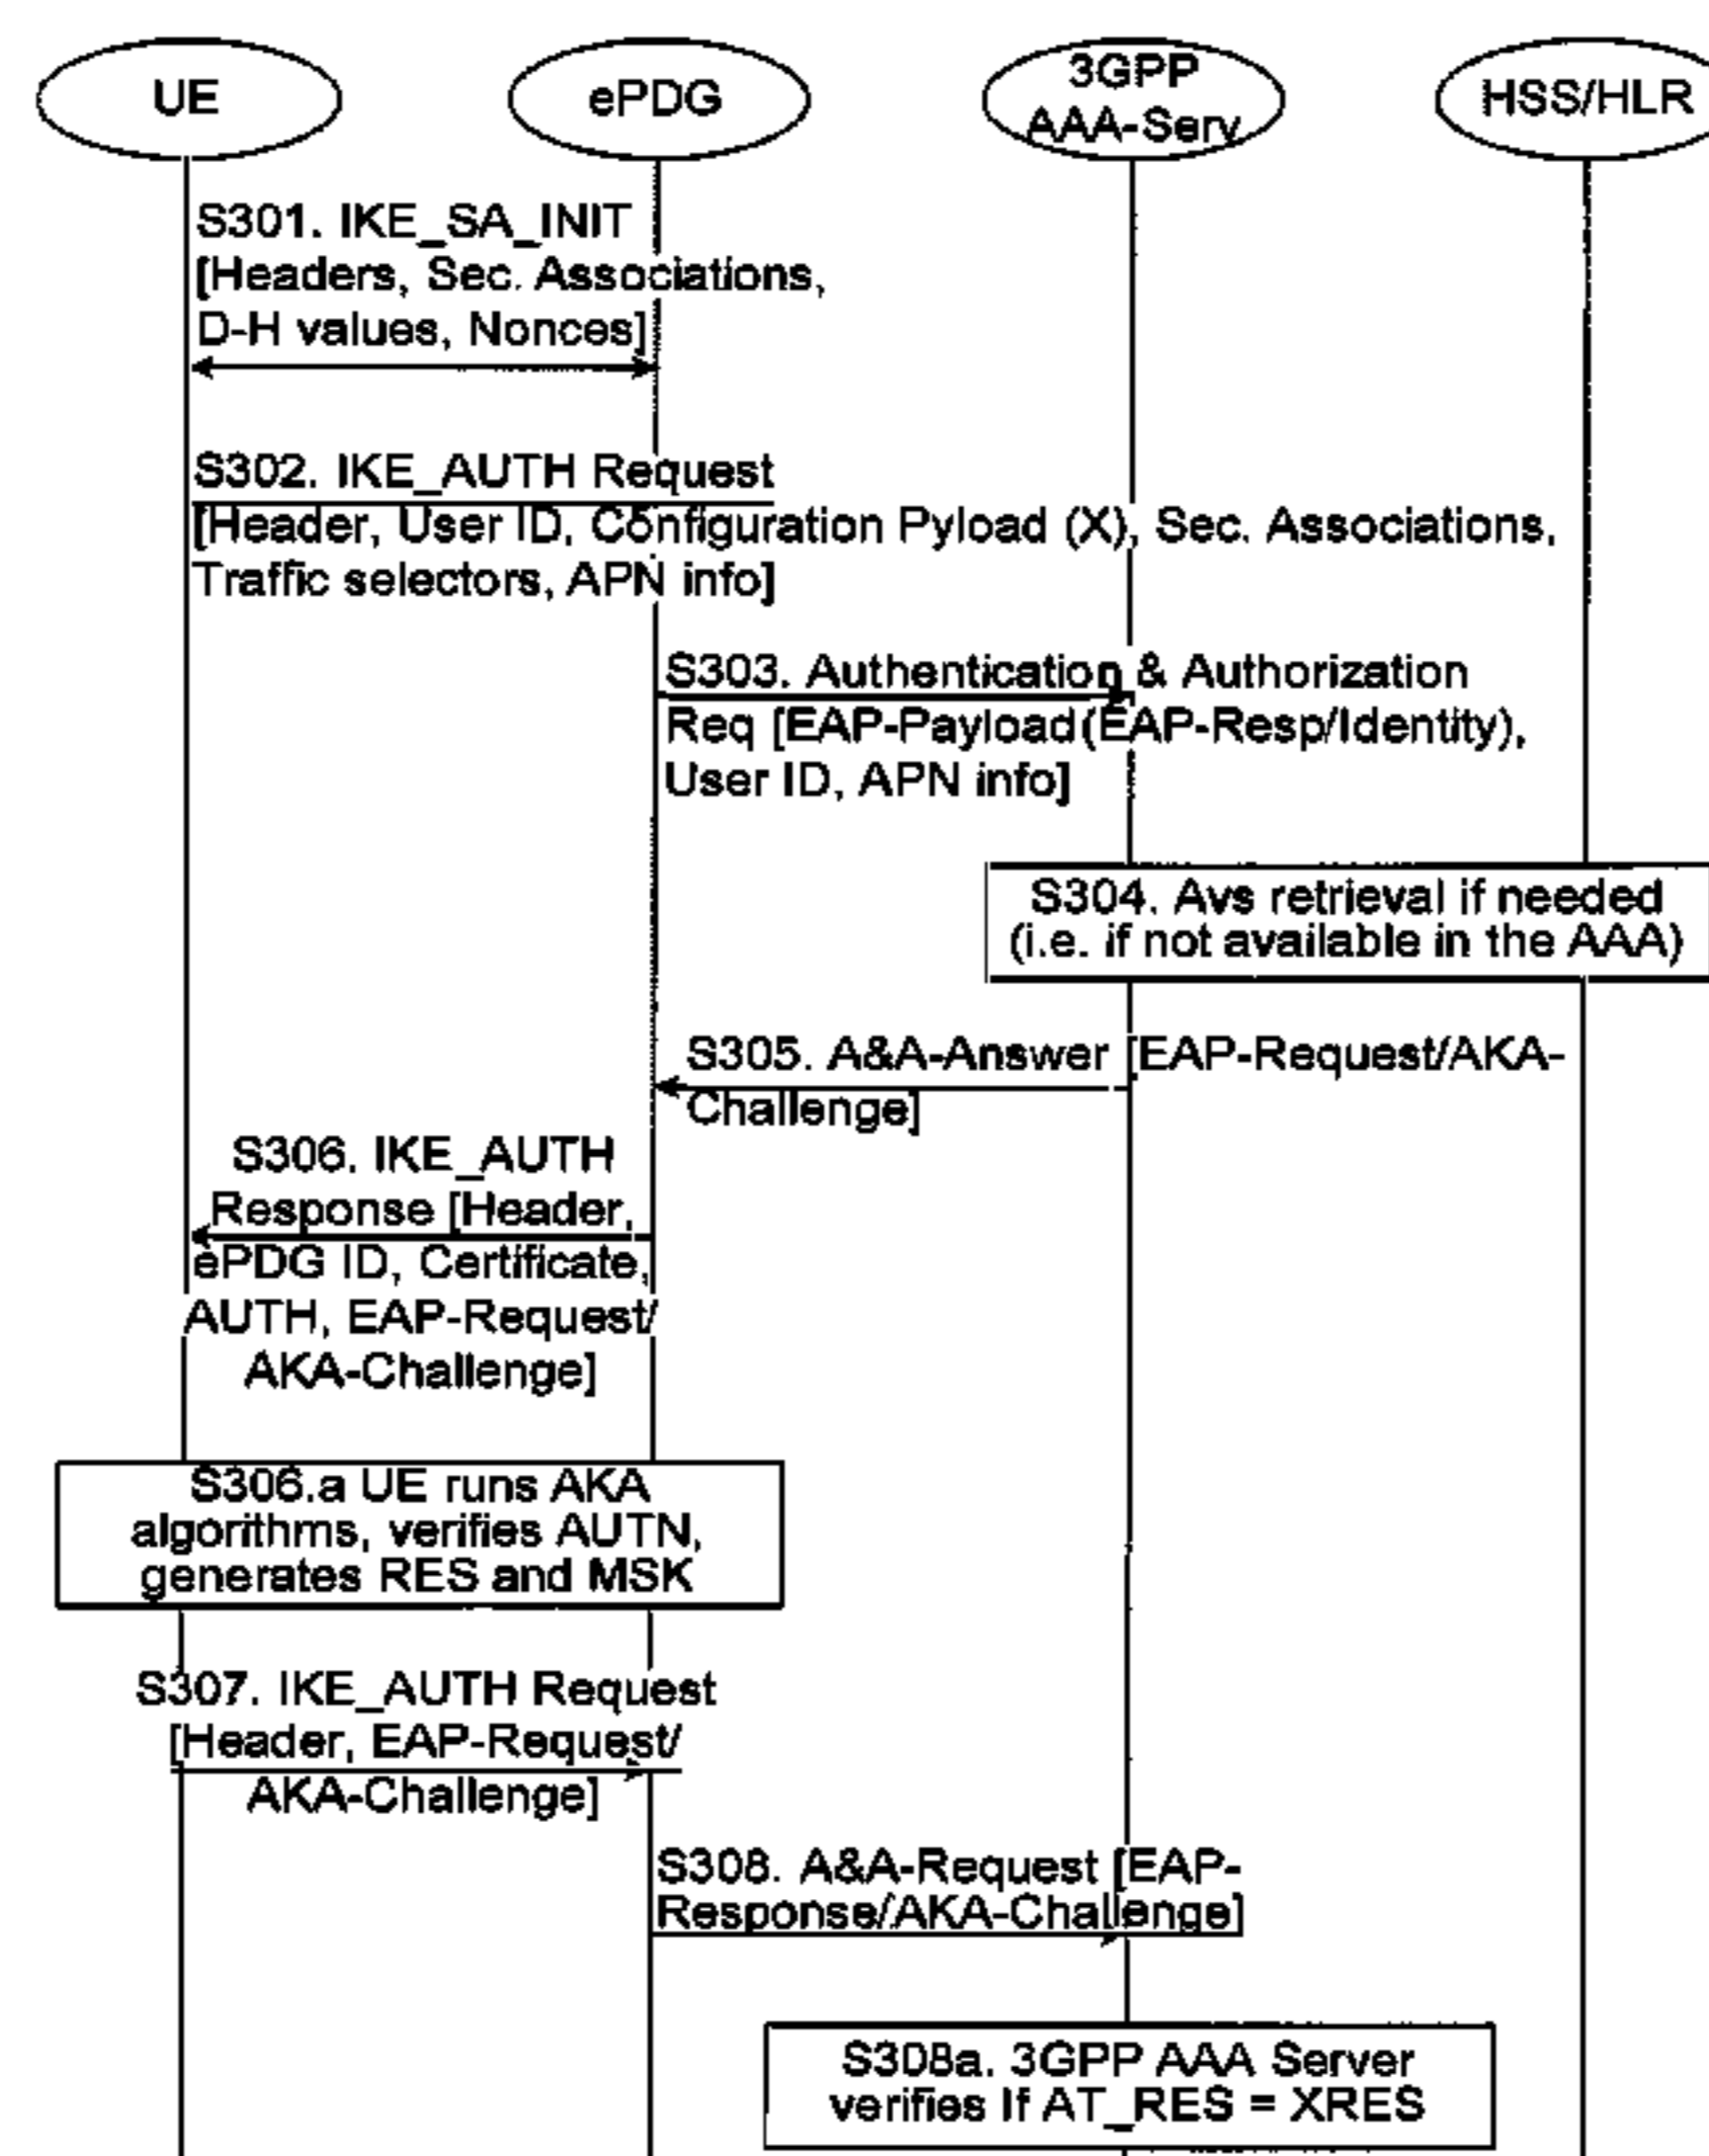 UE
ePDG
3GPP
AAA-Serv
HSS/HLR
S301. IKE_SA_INIT
[Headers, Sec. Associations,
D-H values, Nonces]
S302. IKE_AUTH Request
[Header, User ID, Configuration Pyload (X), Sec. Associations,
Traffic selectors, APN info]
S303. Authentication & Authorization
Req [EAP-Payload(EAP-Resp/Identity),
User ID, APN info]
S304. Avs retrieval if needed
(i.e. if not available in the AAA)
S305. A&A-Answer [EAP-Request/AKA-
Challenge]
S306. IKE_AUTH
Response [Header,
ePDG ID, Certificate,
AUTH, EAP-Request/
AKA-Challenge]
S306.a UE runs AKA
algorithms, verifies AUTN,
generates RES and MSK
S307. IKE_AUTH Request
[Header, EAP-Request/
AKA-Challenge]
S308. A&A-Request [EAP-
Response/AKA-Challenge]
S308a. 3GPP AAA Server
verifies If AT_RES = XRES